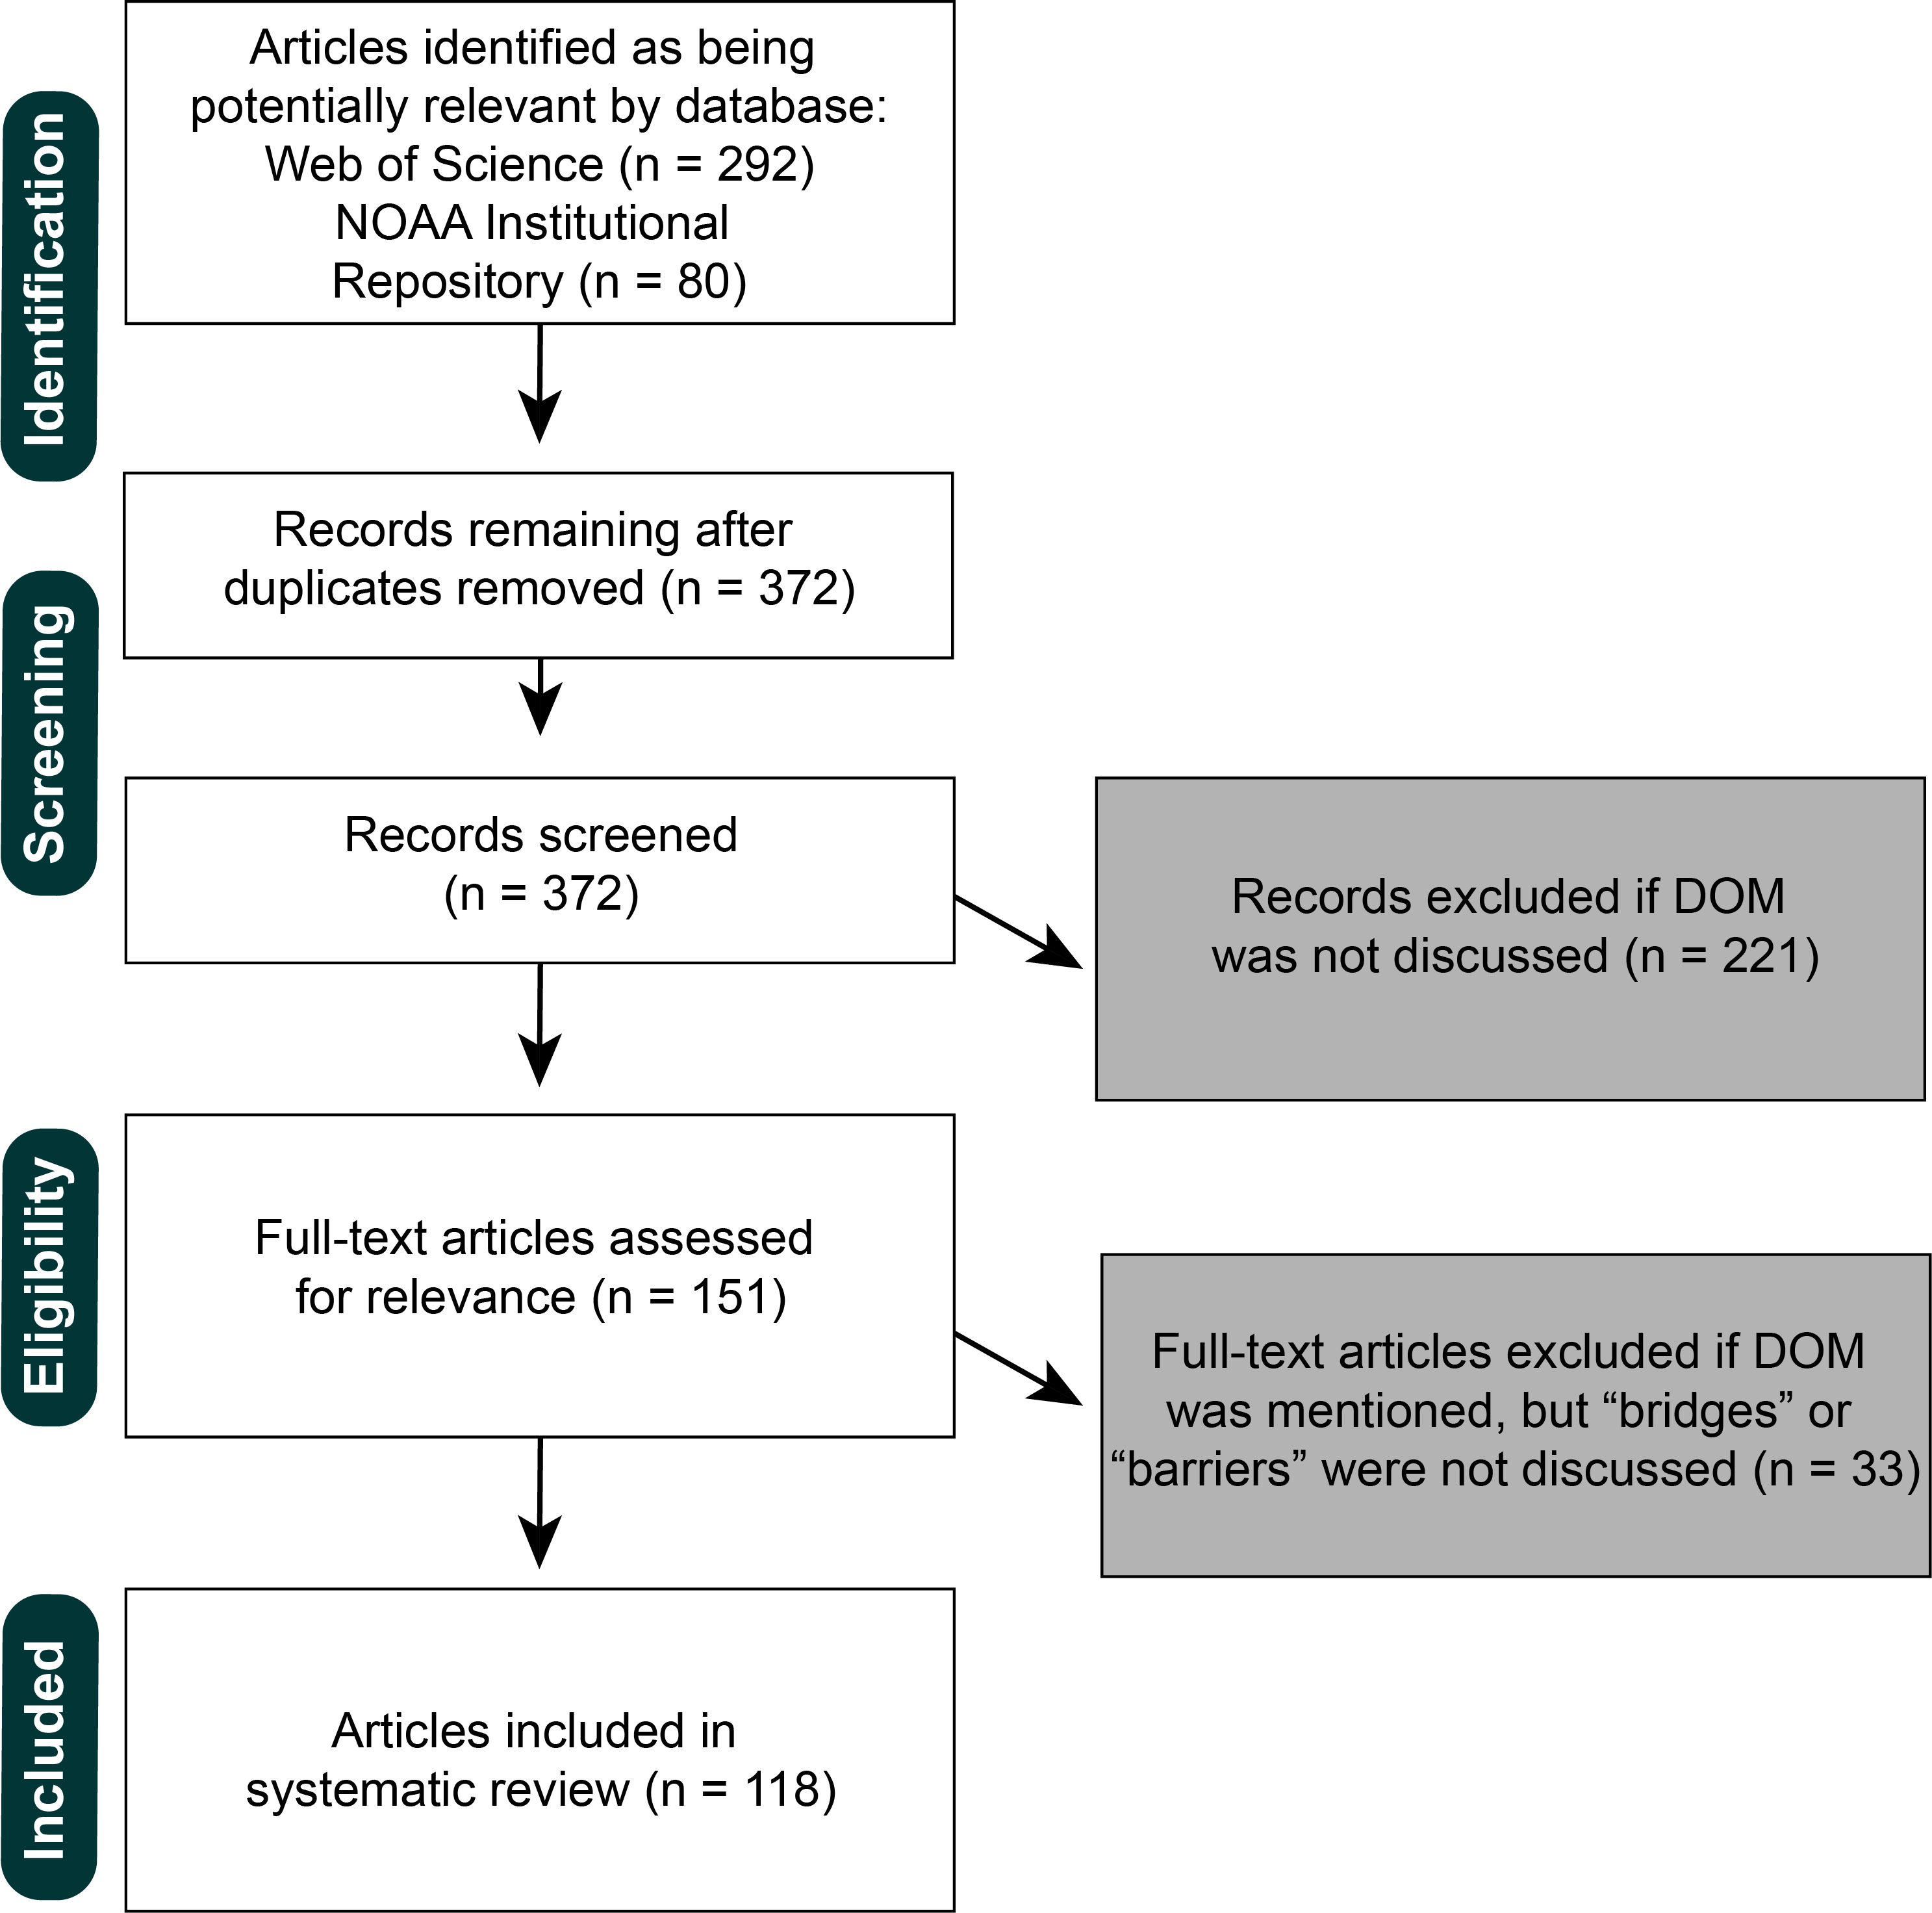 Identification
Articles identified as being
potentially relevant by database:
Web of Science (n = 292)
NOAA Institutional
Repository (n = 80)
Screening
Records remaining after
duplicates removed (n = 372)
Records screened
(n = 372)
Records excluded if DOM
was not discussed (n = 221)
Eligibility
Full-text articles assessed
for relevance (n = 151)
Full-text articles excluded if DOM
was mentioned, but “bridges” or
“barriers” were not discussed (n = 33)
Included
Articles included in
systematic review (n = 118)